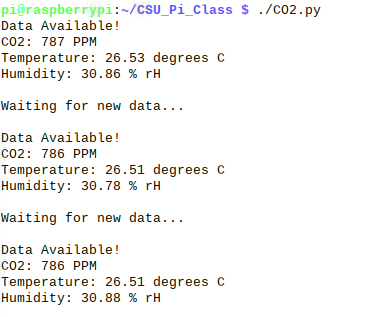 pi@raspberrypi:~/CSU_Pi_Class $ ./CO2.py
Data Available!
CO2: 787 PPM
Temperature: 26.53 degrees C
Humidity: 30.86 % rH
Waiting for new data...
Data Available!
CO2: 786 PPM
Temperature: 26.51 degrees C
Humidity: 30.78 % rH
Waiting for new data...
Data Available!
CO2: 786 PPM
Temperature: 26.51 degrees C
Humidity: 30.88 % rH